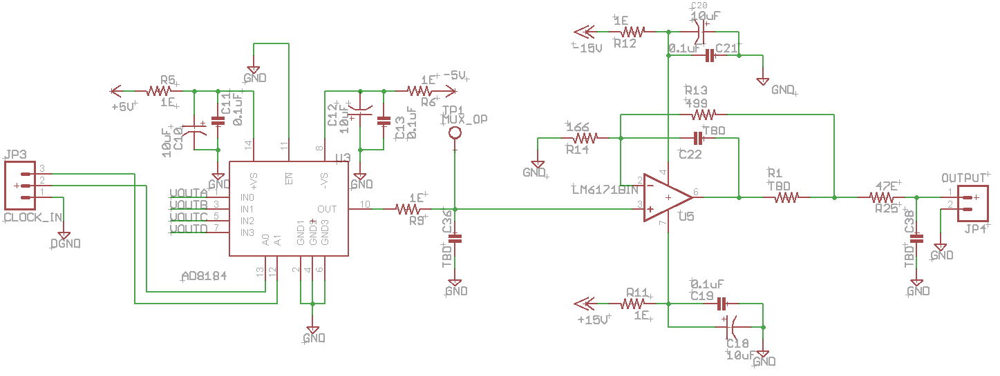 C20
10uF
1E
-15V
R12
0.1uF
C21
GND
GND
R5
1E
+5V
C11
0.1uF
10uF
C10
GND
-5V
1E
R6
C12
10uF
C13
0.1uF
GND
TP1
MUX_OP
R13
499
TBD
C22
166
R14
GND
JP3
3
2
1
CLOCK_IN
DGND
14
11
8
U3
+VS
EN
-VS
VOUTA
1
IN0
VOUTB
3
IN1
VOUTC
5
IN2
VOUTD
7
IN3
OUT
10
A0
A1
GND1
GND2
GND3
13
12
2
4
6
AD8184
GND
1E
R9
C36
TBD
GND
LM6171BIN
2
3
4
6
7
U5
R1
TBD
47E
R25
C38
TBD
GND
OUTPUT
1
2
JP4
GND
R11
1E
+15V
0.1uF
C19
C18
10uF
GND